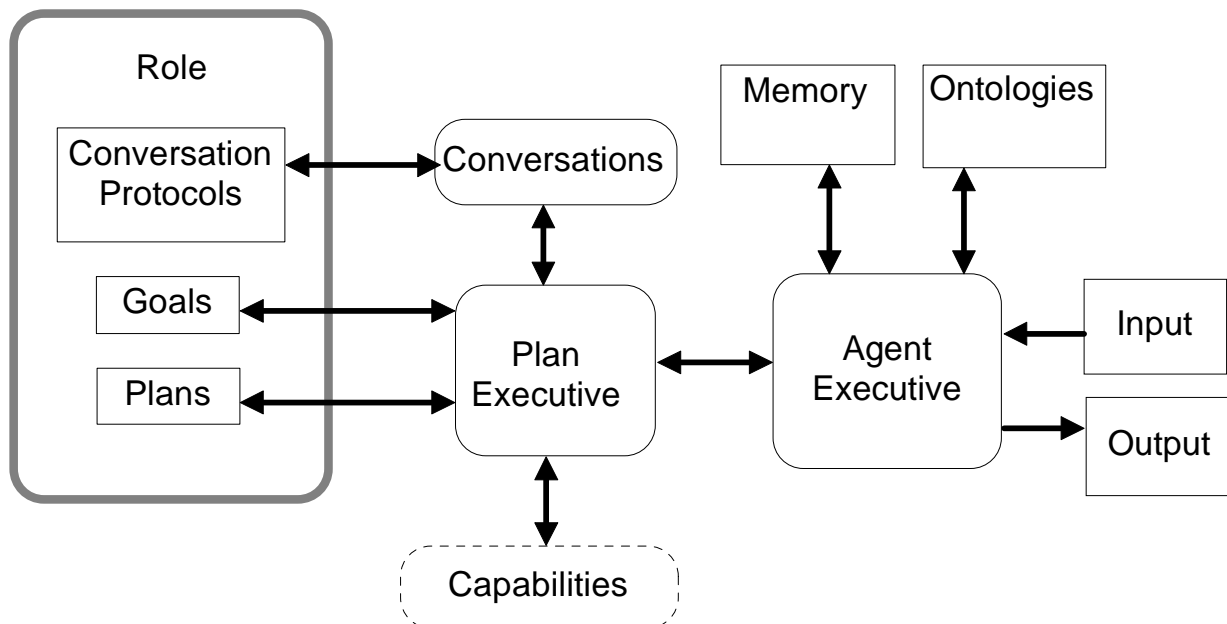 Role
Conversation
Protocols
Goals
Plans
Conversations
Plan
Executive
Capabilities
Memory
Ontologies
Agent
Executive
Input
Output